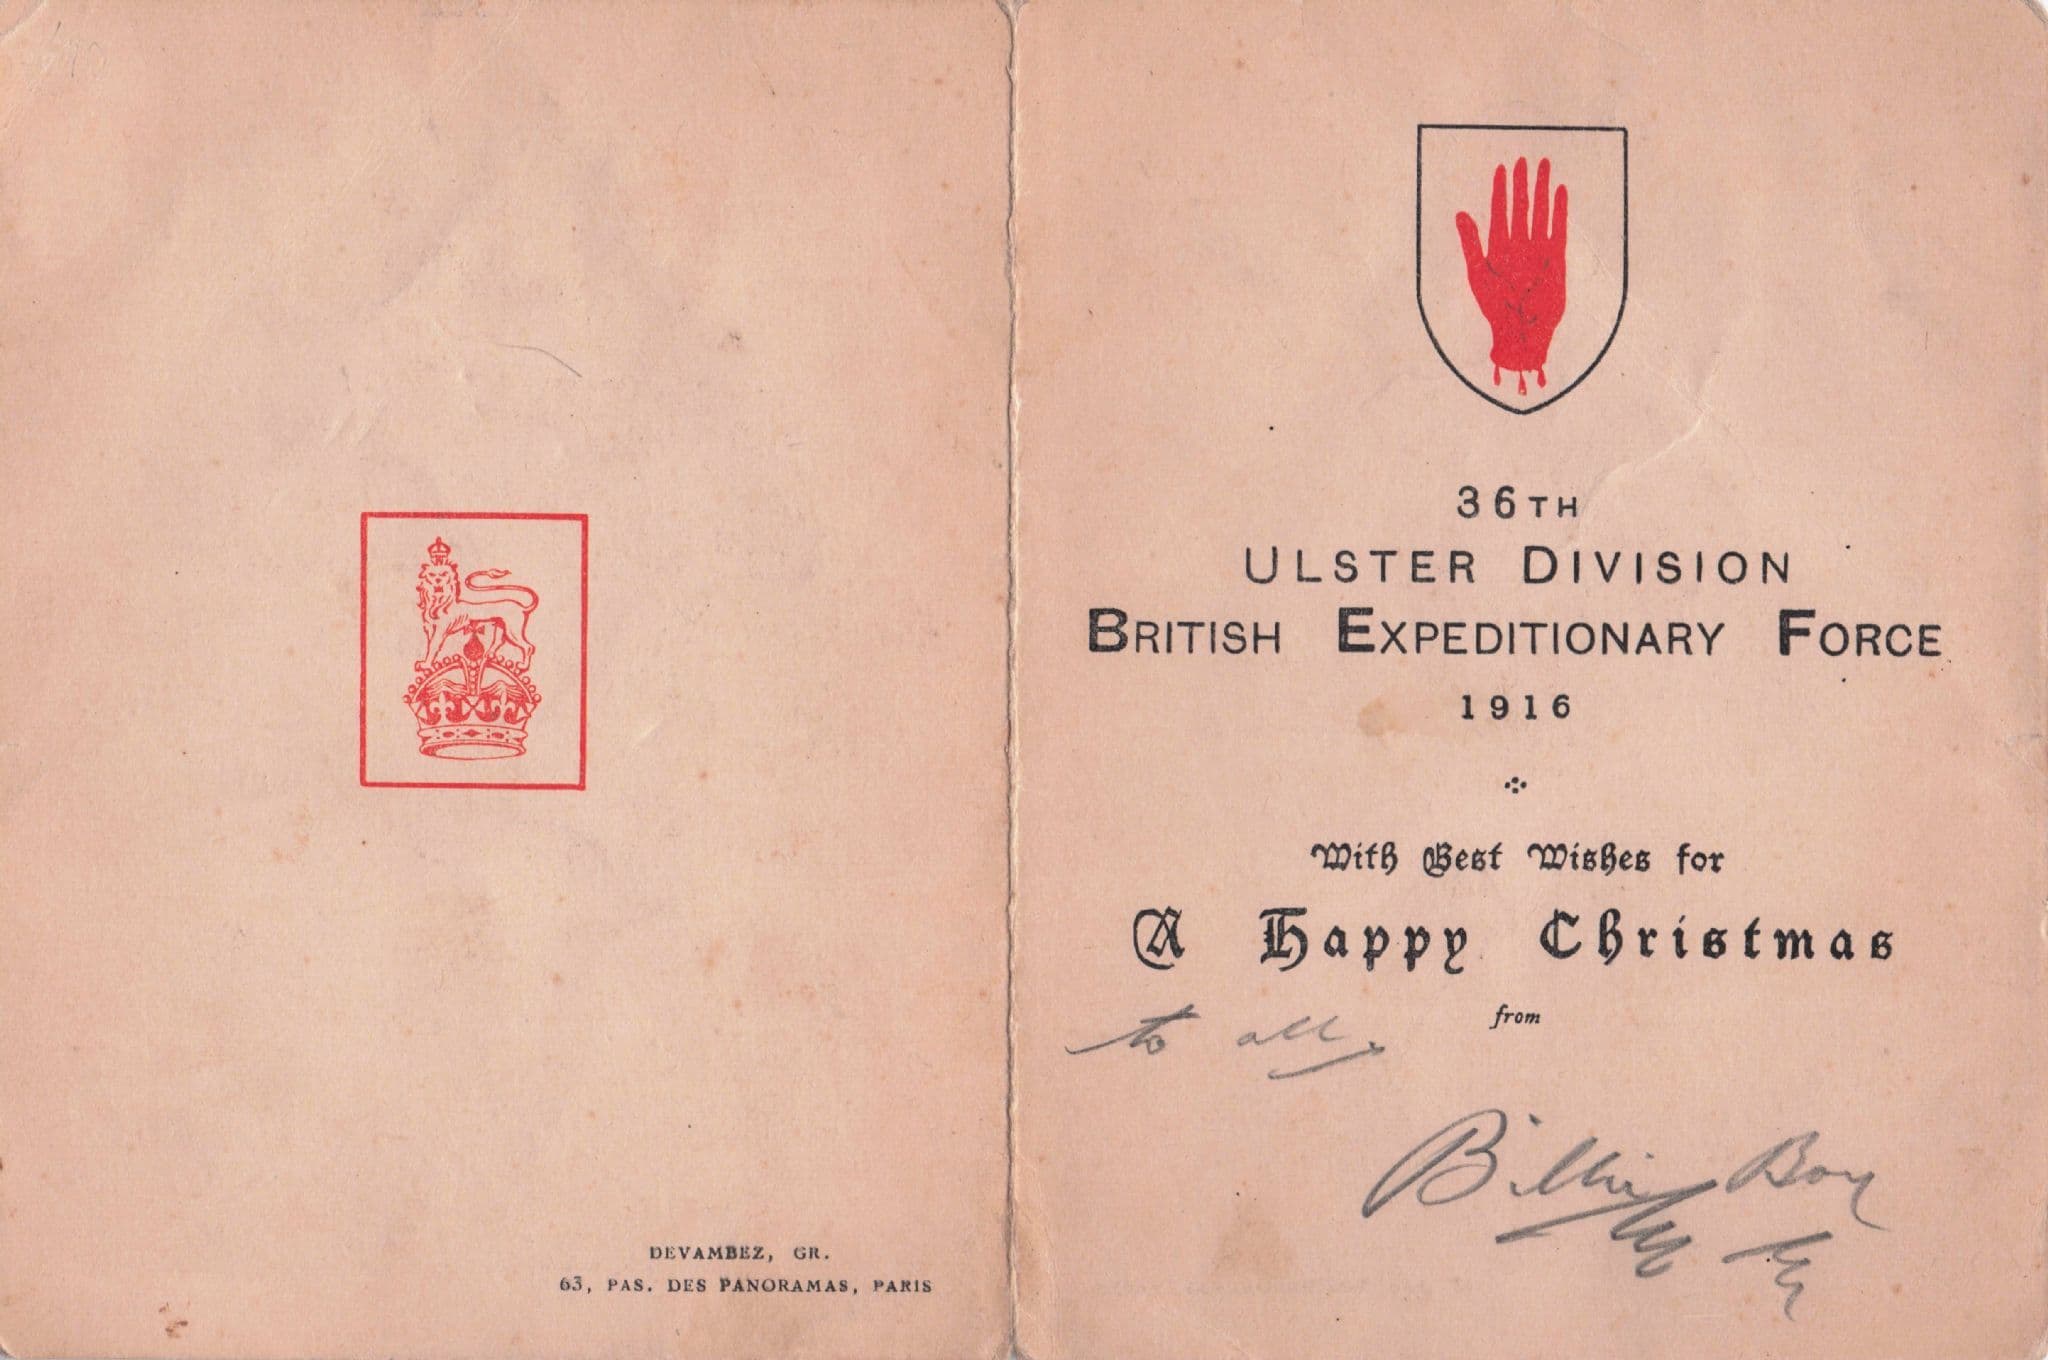 DEVAMBEZ, GR.
63, PAS. DES PANORAMAS, PARIS
36TH
ULSTER DIVISION
BRITISH EXPEDITIONARY FORCE
1916
With Best Wishes for
A Happy Christmas
from
to all.
Billie Boy